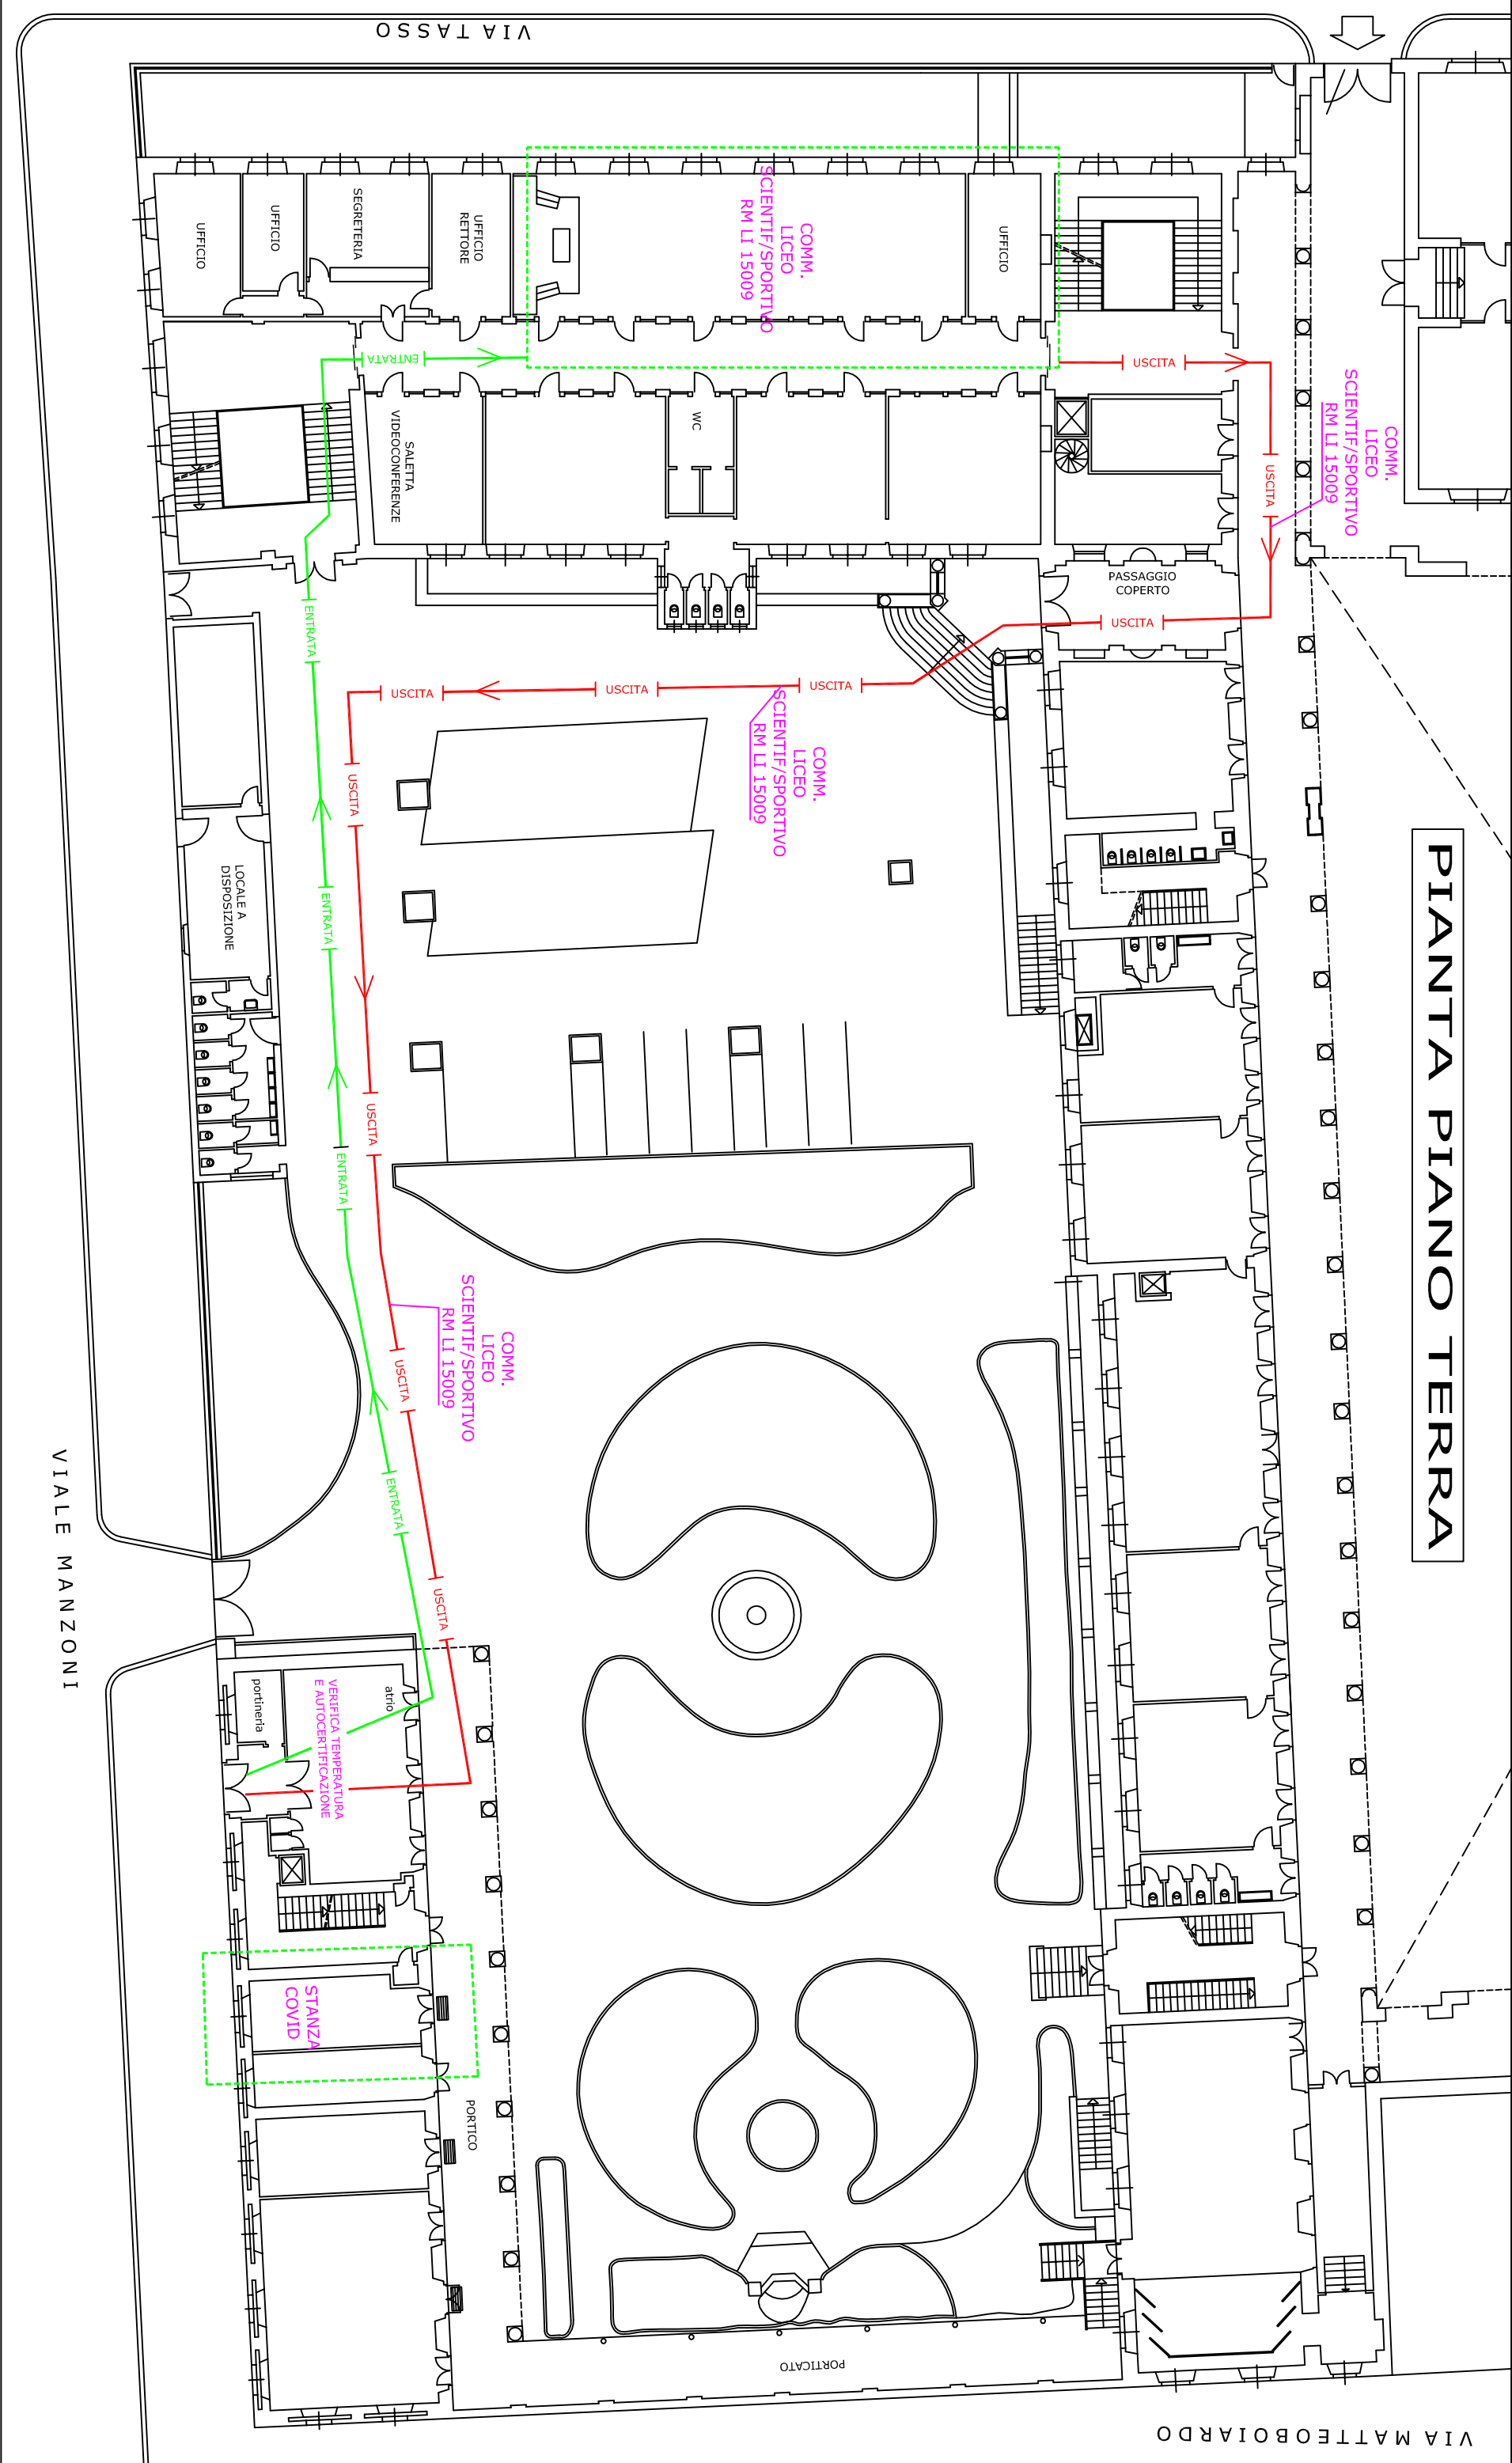 VIA TASSO
UFFICIO
UFFICIO
SEGRETERIA
UFFICIO
RETTORE
COMM.
LICEO
SCIENTIF/SPORTIVO
RM LI 15009
UFFICIO
ENTRATA
USCITA
USCITA
COMM.
LICEO
SCIENTIF/SPORTIVO
RM LI 15009
SALETTA
VIDEOCONFERENZE
WC
PASSAGGIO
COPERTO
ENTRATA
USCITA
USCITA
USCITA
USCITA
COMM.
LICEO
SCIENTIF/SPORTIVO
RM LI 15009
USCITA
PIANTA PIANO TERRA
LOCALE A
DISPOSIZIONE
ENTRATA
USCITA
ENTRATA
COMM.
LICEO
SCIENTIF/SPORTIVO
RM LI 15009
USCITA
ENTRATA
USCITA
VIALE MANZONI
portineria
atrio
VERIFICA TEMPERATURA
E AUTOCERTIFICAZIONE
STANZA
COVID
PORTICO
PORTICATO
VIA MATTEOBOIARDO